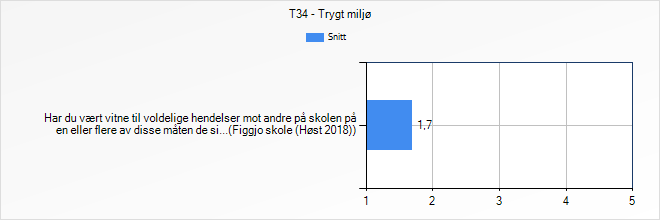 T34 - Trygt miljø
Snitt
Har du vært vitne til voldelige hendelser mot andre på skolen på
en eller flere av disse måten de si...(Figgjo skole (Høst 2018))
1,7
1 2 3 4 5